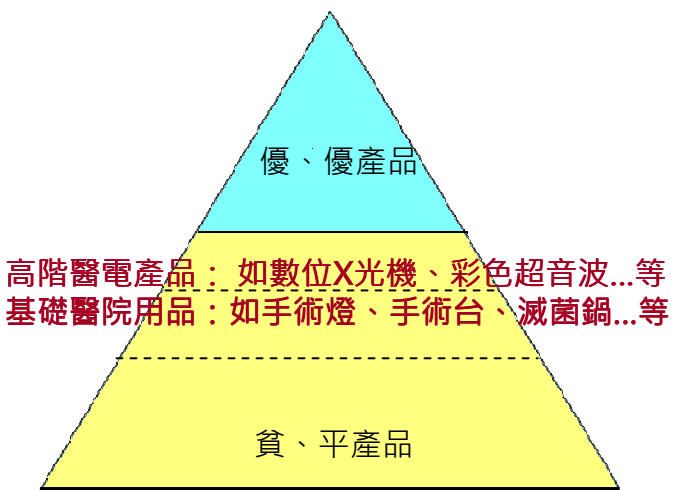 優、優產品
高階醫電產品： 如數位X光機、彩色超音波...等
基礎醫院用品：如手術燈、手術台、滅菌鍋...等
貧、平產品